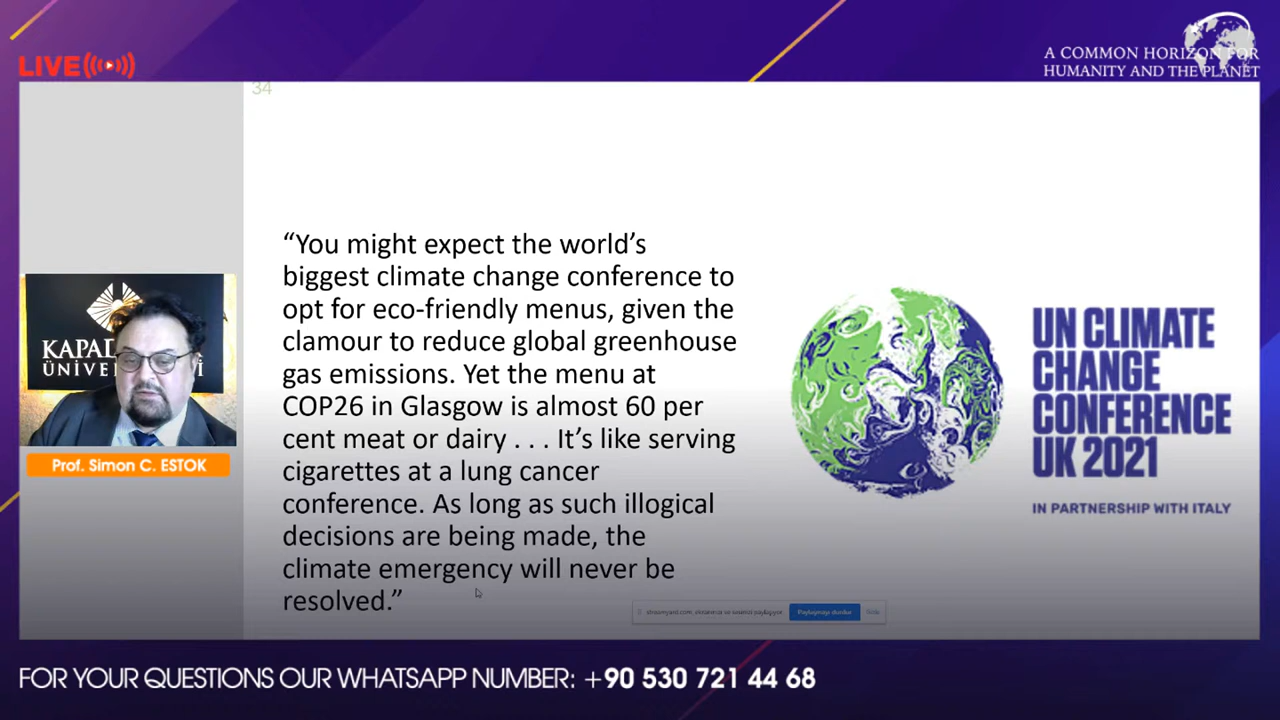 LIVE
A COMMON HORIZON FOR
HUMANITY AND THE PLANET
34
“You might expect the world’s
biggest climate change conference to
opt for eco-friendly menus, given the
clamour to reduce global greenhouse
gas emissions. Yet the menu at
COP26 in Glasgow is almost 60 per
cent meat or dairy . . . It’s like serving
cigarettes at a lung cancer
conference. As long as such illogical
decisions are being made, the
climate emergency will never be
resolved.”
UN CLIMATE
CHANGE
CONFERENCE
UK 2021
IN PARTNERSHIP WITH ITALY
Prof. Simon C. ESTOK
Paylaşmayı durdur
Gizle
FOR YOUR QUESTIONS OUR WHATSAPP NUMBER: +90 530 721 44 68